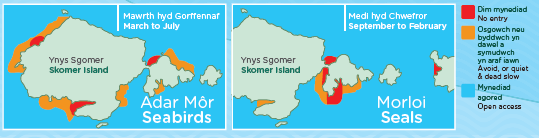 Mawrth hyd Gorffennaf
March to July
Ynys Sgomer
Skomer Island
Adar Môr
Seabirds
Medi hyd Chwefror
September to February
Ynys Sgomer
Skomer Island
Morloi
Seals
Dim mynediad
No entry
Osgowch neu
byddwch yn
dawel a
symudwch
yn araf iawn
Avoid, or quiet
& dead slow
Mynediad
agored
Open access